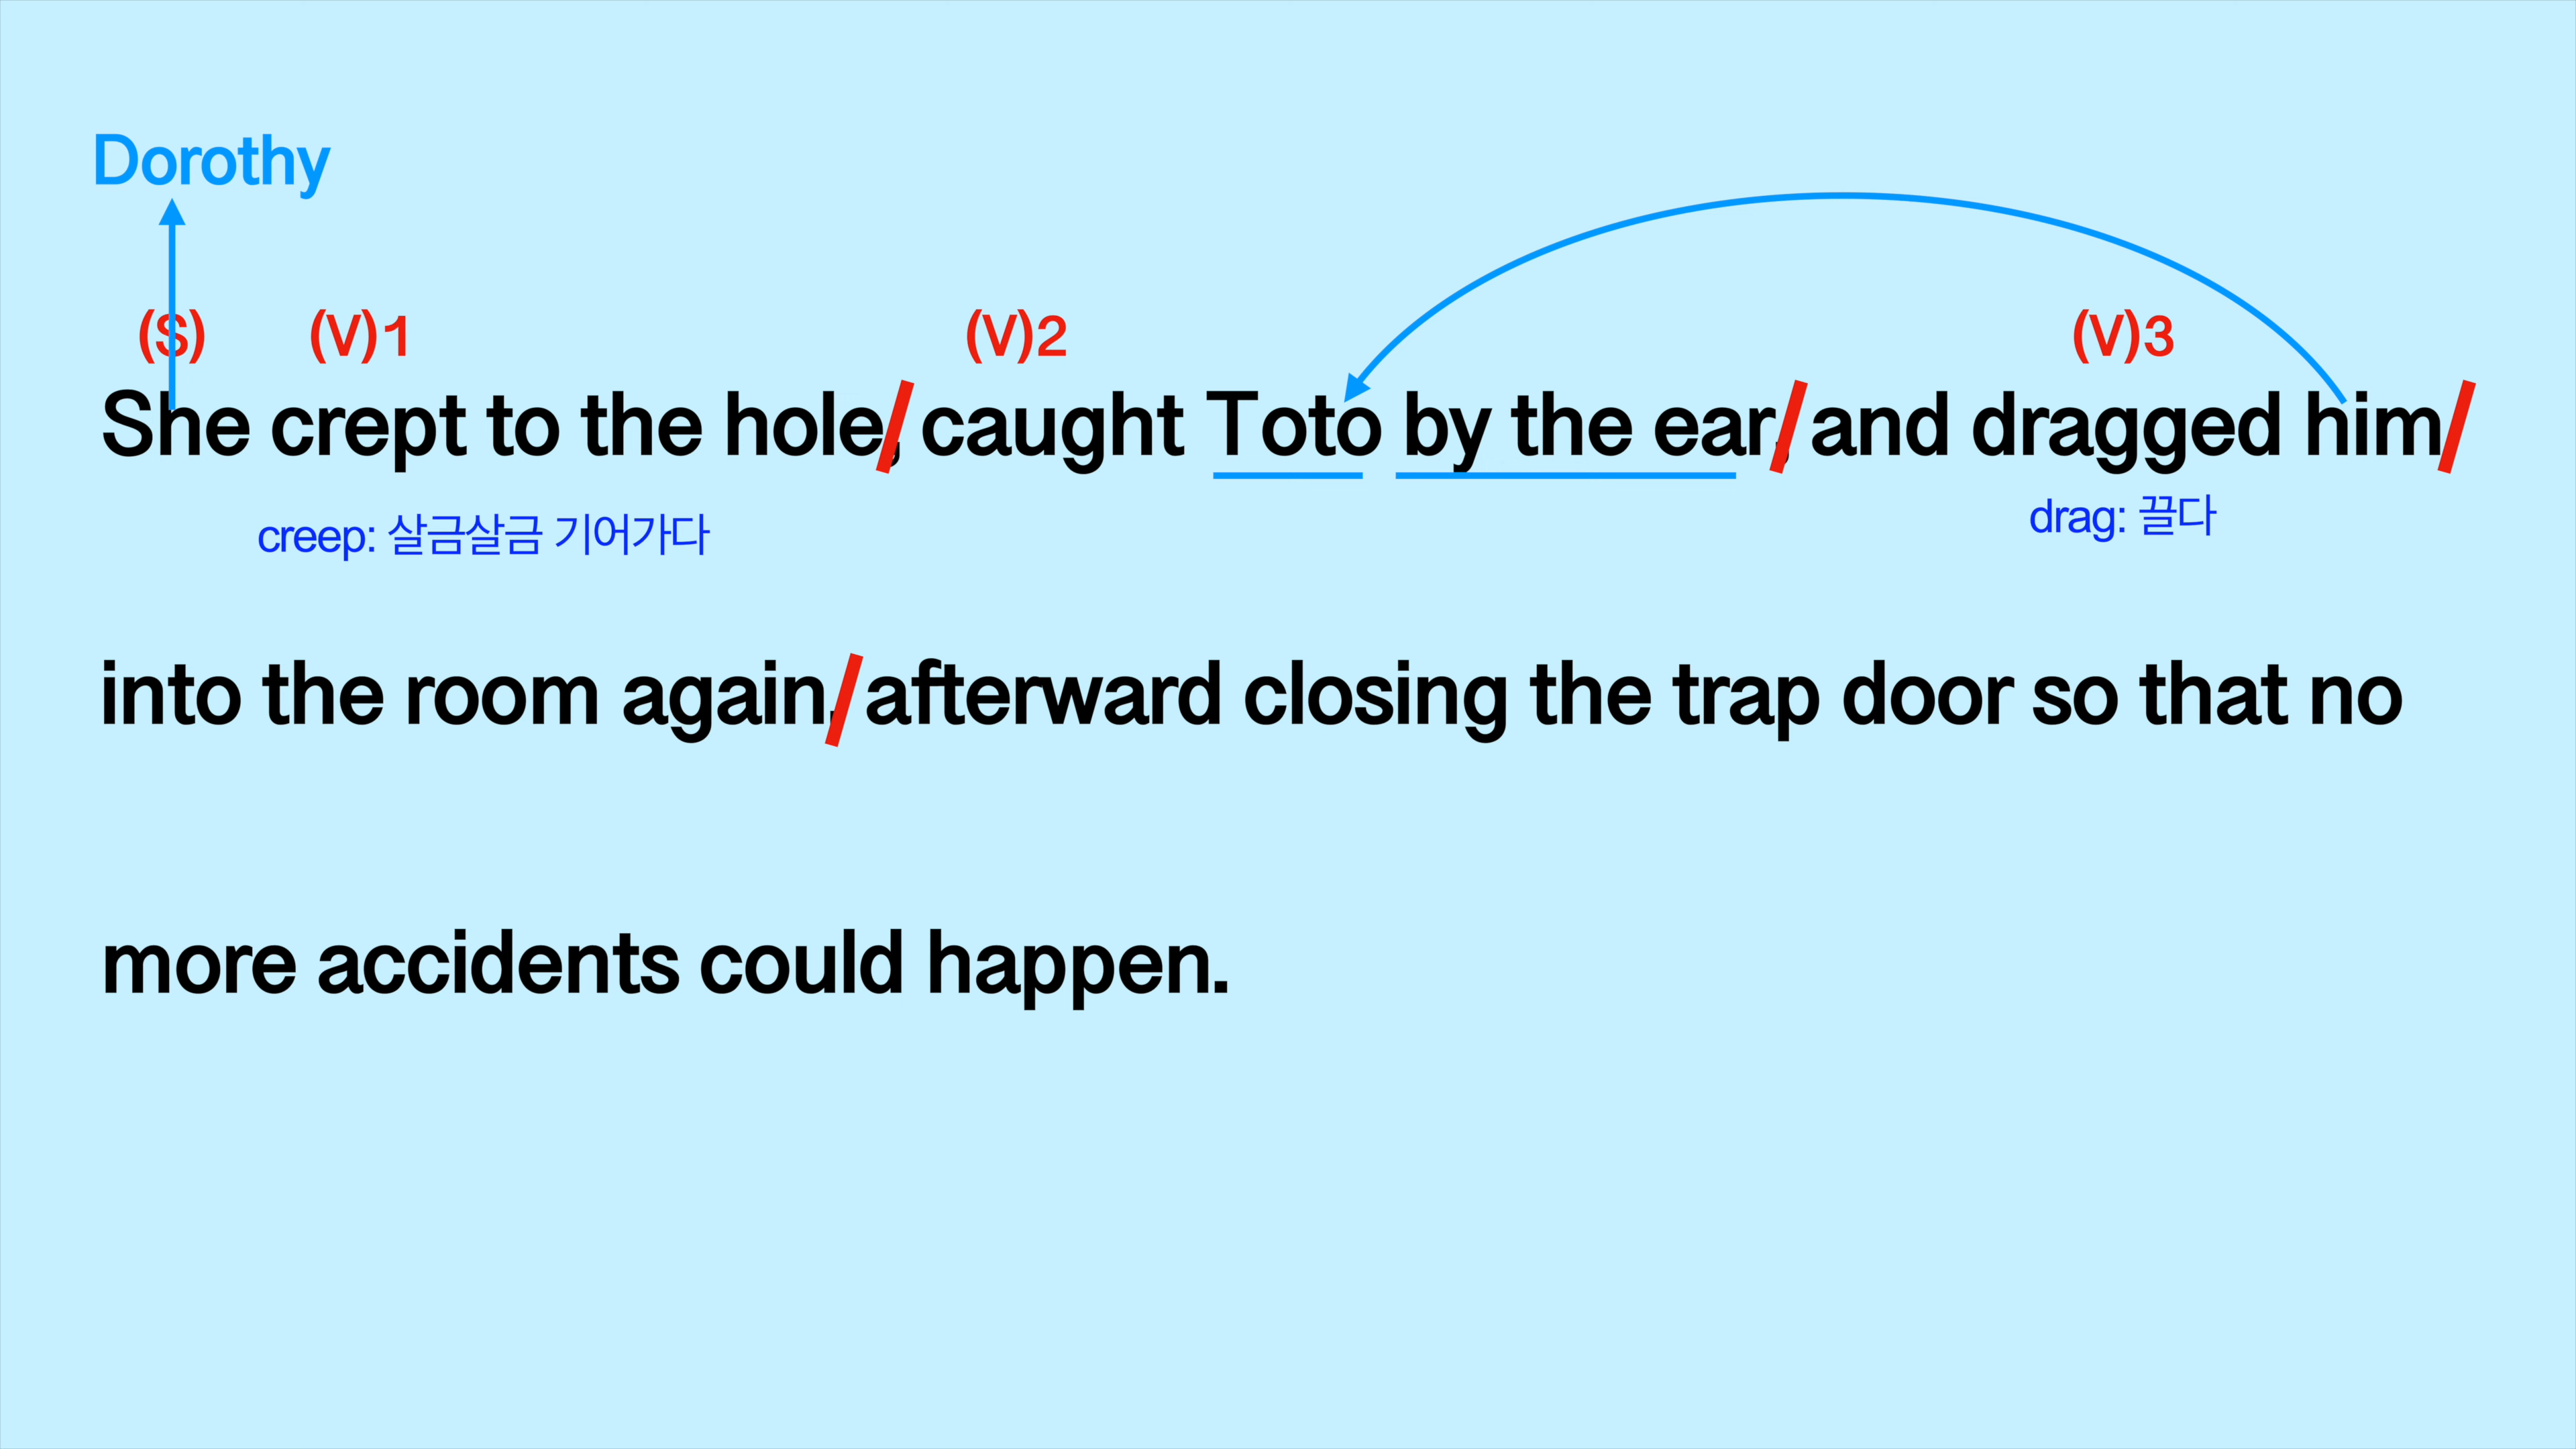 Dorothy
(S) (V)1 (V)2 (V)3
She crept to the hole, caught Toto by the ear, and dragged him
creep: 살금살금 기어가다 drag: 끌다
into the room again, afterward closing the trap door so that no
more accidents could happen.